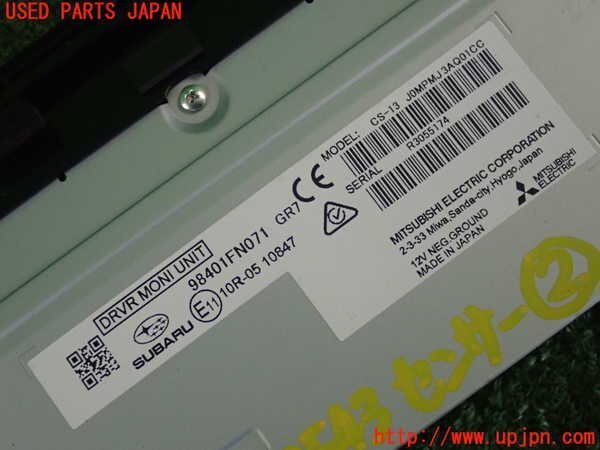 USED PARTS JAPAN
DRVR MONI UNIT
98401FN071 GR7
SUBARU
E11
10R-05 10847
CE
MODEL: CS-13 J0MPMJ3AQ01CC
SERIAL R3055174
MITSUBISHI ELECTRIC CORPORATION
2-3-33 Miwa,Sanda-city,Hyogo,Japan
12V NEG.GROUND
MADE IN JAPAN
MITSUBISHI
ELECTRIC
センサー②
http://www.upjpn.com/